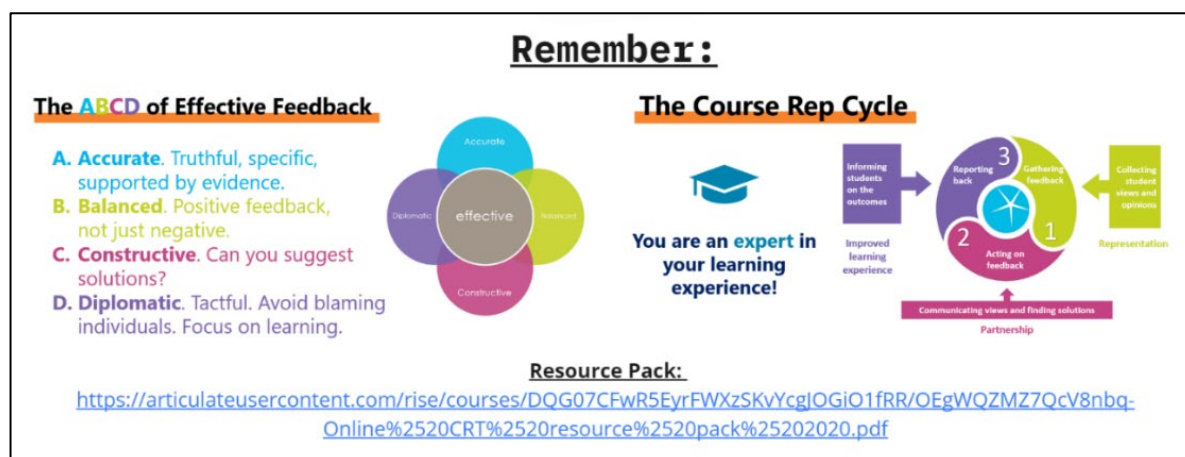 Remember:
The ABCD of Effective Feedback
A. Accurate. Truthful, specific,
supported by evidence.
B. Balanced. Positive feedback,
not just negative.
C. Constructive. Can you suggest
solutions?
D. Diplomatic. Tactful. Avoid blaming
individuals. Focus on learning.
Accurate
Diplomatic
effective
Balanced
Constructive
The Course Rep Cycle
You are an expert in
your learning
experience!
Informing
students
on the
outcomes
Improved
learning
experience
3
Reporting
back
Gathering
feedback
1
2
Acting on
feedback
Collecting
student
views and
opinions
Representation
Communicating views and finding solutions
Partnership
Resource Pack:
https://articulateusercontent.com/rise/courses/DQG07CFwR5EyrFWXzSKvYcgJOGiO1fRR/OEgWQZMZ7QcV8nbq-
Online%2520CRT%2520resource%2520pack%25202020.pdf